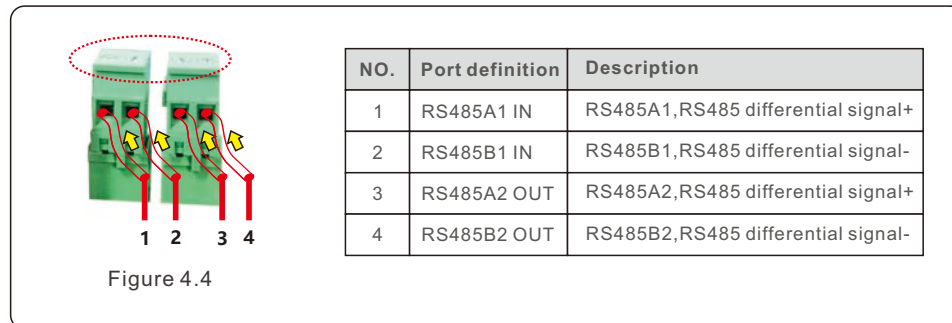 NO. Port definition Description
1 RS485A1 IN RS485A1,RS485 differential signal+
2 RS485B1 IN RS485B1,RS485 differential signal-
3 RS485A2 OUT RS485A2,RS485 differential signal+
4 RS485B2 OUT RS485B2,RS485 differential signal-
1 2 3 4
Figure 4.4